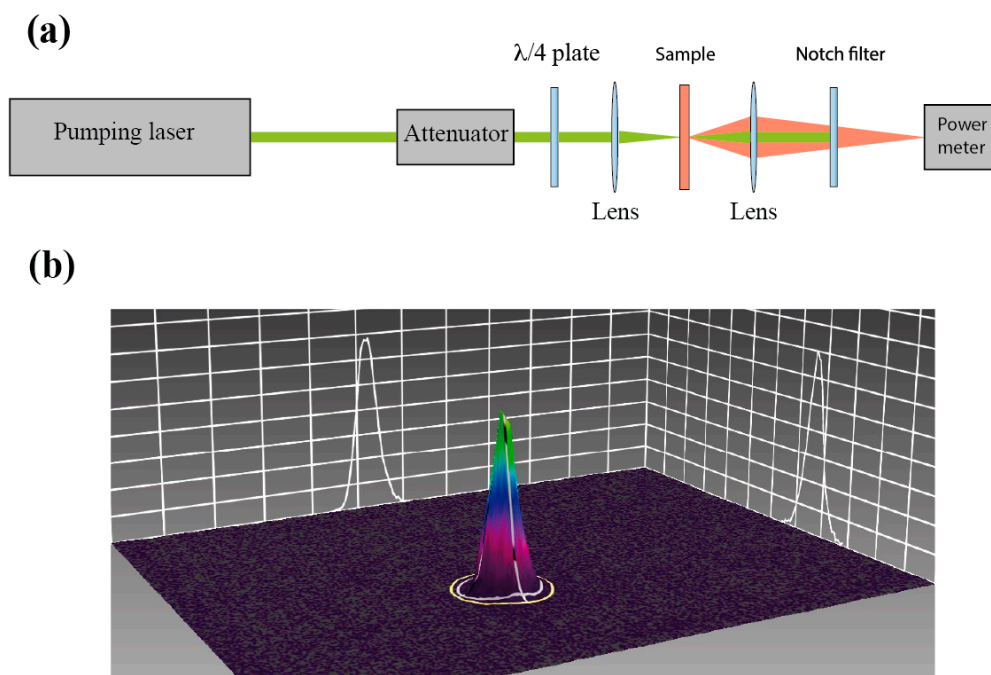 (a)
λ/4 plate
Sample
Notch filter
Pumping laser
Attenuator
Power
meter
Lens
Lens
(b)